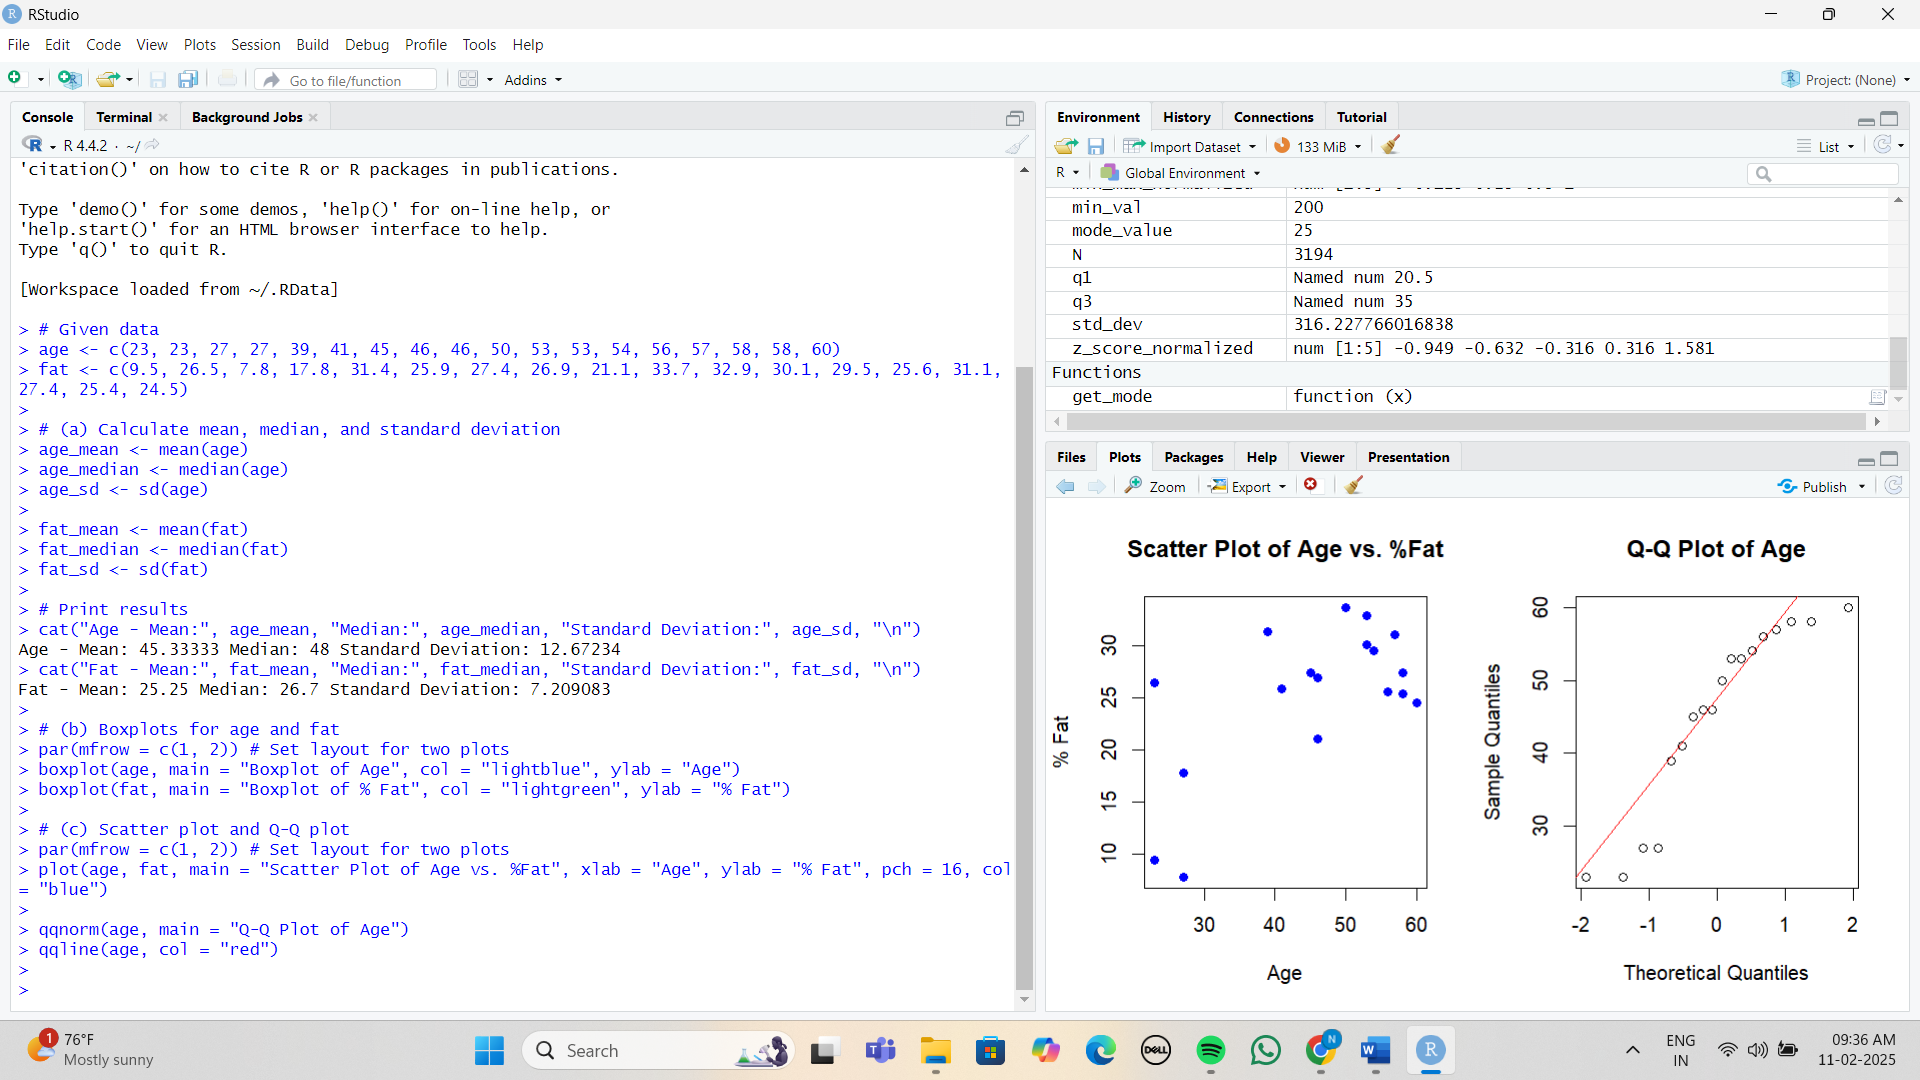 RStudio
File Edit Code View Plots Session Build Debug Profile Tools Help
Go to file/function Addins Project: (None)
Console Terminal Background Jobs
R 4.4.2 · ~/
'citation()' on how to cite R or R packages in publications.
Type 'demo()' for some demos, 'help()' for on-line help, or
'help.start()' for an HTML browser interface to help.
Type 'q()' to quit R.
[Workspace loaded from ~/.RData]
> # Given data
> age <- c(23, 23, 27, 27, 39, 41, 45, 46, 46, 50, 53, 53, 54, 56, 57, 58, 58, 60)
> fat <- c(9.5, 26.5, 7.8, 17.8, 31.4, 25.9, 27.4, 26.9, 21.1, 33.7, 32.9, 30.1, 29.5, 25.6, 31.1,
27.4, 25.4, 24.5)
>
> # (a) Calculate mean, median, and standard deviation
> age_mean <- mean(age)
> age_median <- median(age)
> age_sd <- sd(age)
>
> fat_mean <- mean(fat)
> fat_median <- median(fat)
> fat_sd <- sd(fat)
>
> # Print results
> cat("Age - Mean:", age_mean, "Median:", age_median, "Standard Deviation:", age_sd, "\n")
Age - Mean: 45.33333 Median: 48 Standard Deviation: 12.67234
> cat("Fat - Mean:", fat_mean, "Median:", fat_median, "Standard Deviation:", fat_sd, "\n")
Fat - Mean: 25.25 Median: 26.7 Standard Deviation: 7.209083
>
> # (b) Boxplots for age and fat
> par(mfrow = c(1, 2)) # Set layout for two plots
> boxplot(age, main = "Boxplot of Age", col = "lightblue", ylab = "Age")
> boxplot(fat, main = "Boxplot of % Fat", col = "lightgreen", ylab = "% Fat")
>
> # (c) Scatter plot and Q-Q plot
> par(mfrow = c(1, 2)) # Set layout for two plots
> plot(age, fat, main = "Scatter Plot of Age vs. %Fat", xlab = "Age", ylab = "% Fat", pch = 16, col
= "blue")
>
> qqnorm(age, main = "Q-Q Plot of Age")
> qqline(age, col = "red")
>
>
Environment History Connections Tutorial
Import Dataset 133 MiB List
R Global Environment
min_val 200
mode_value 25
N 3194
q1 Named num 20.5
q3 Named num 35
std_dev 316.227766016838
z_score_normalized num [1:5] -0.949 -0.632 -0.316 0.316 1.581
Functions
get_mode function (x)
Files Plots Packages Help Viewer Presentation
Zoom Export Publish
Scatter Plot of Age vs. %Fat
% Fat
10 15 20 25 30
30 40 50 60
Age
Q-Q Plot of Age
Sample Quantiles
30 40 50 60
-2 -1 0 1 2
Theoretical Quantiles
1
76°F
Mostly sunny
Search
DELL
N
W
R
ENG
IN
09:36 AM
11-02-2025